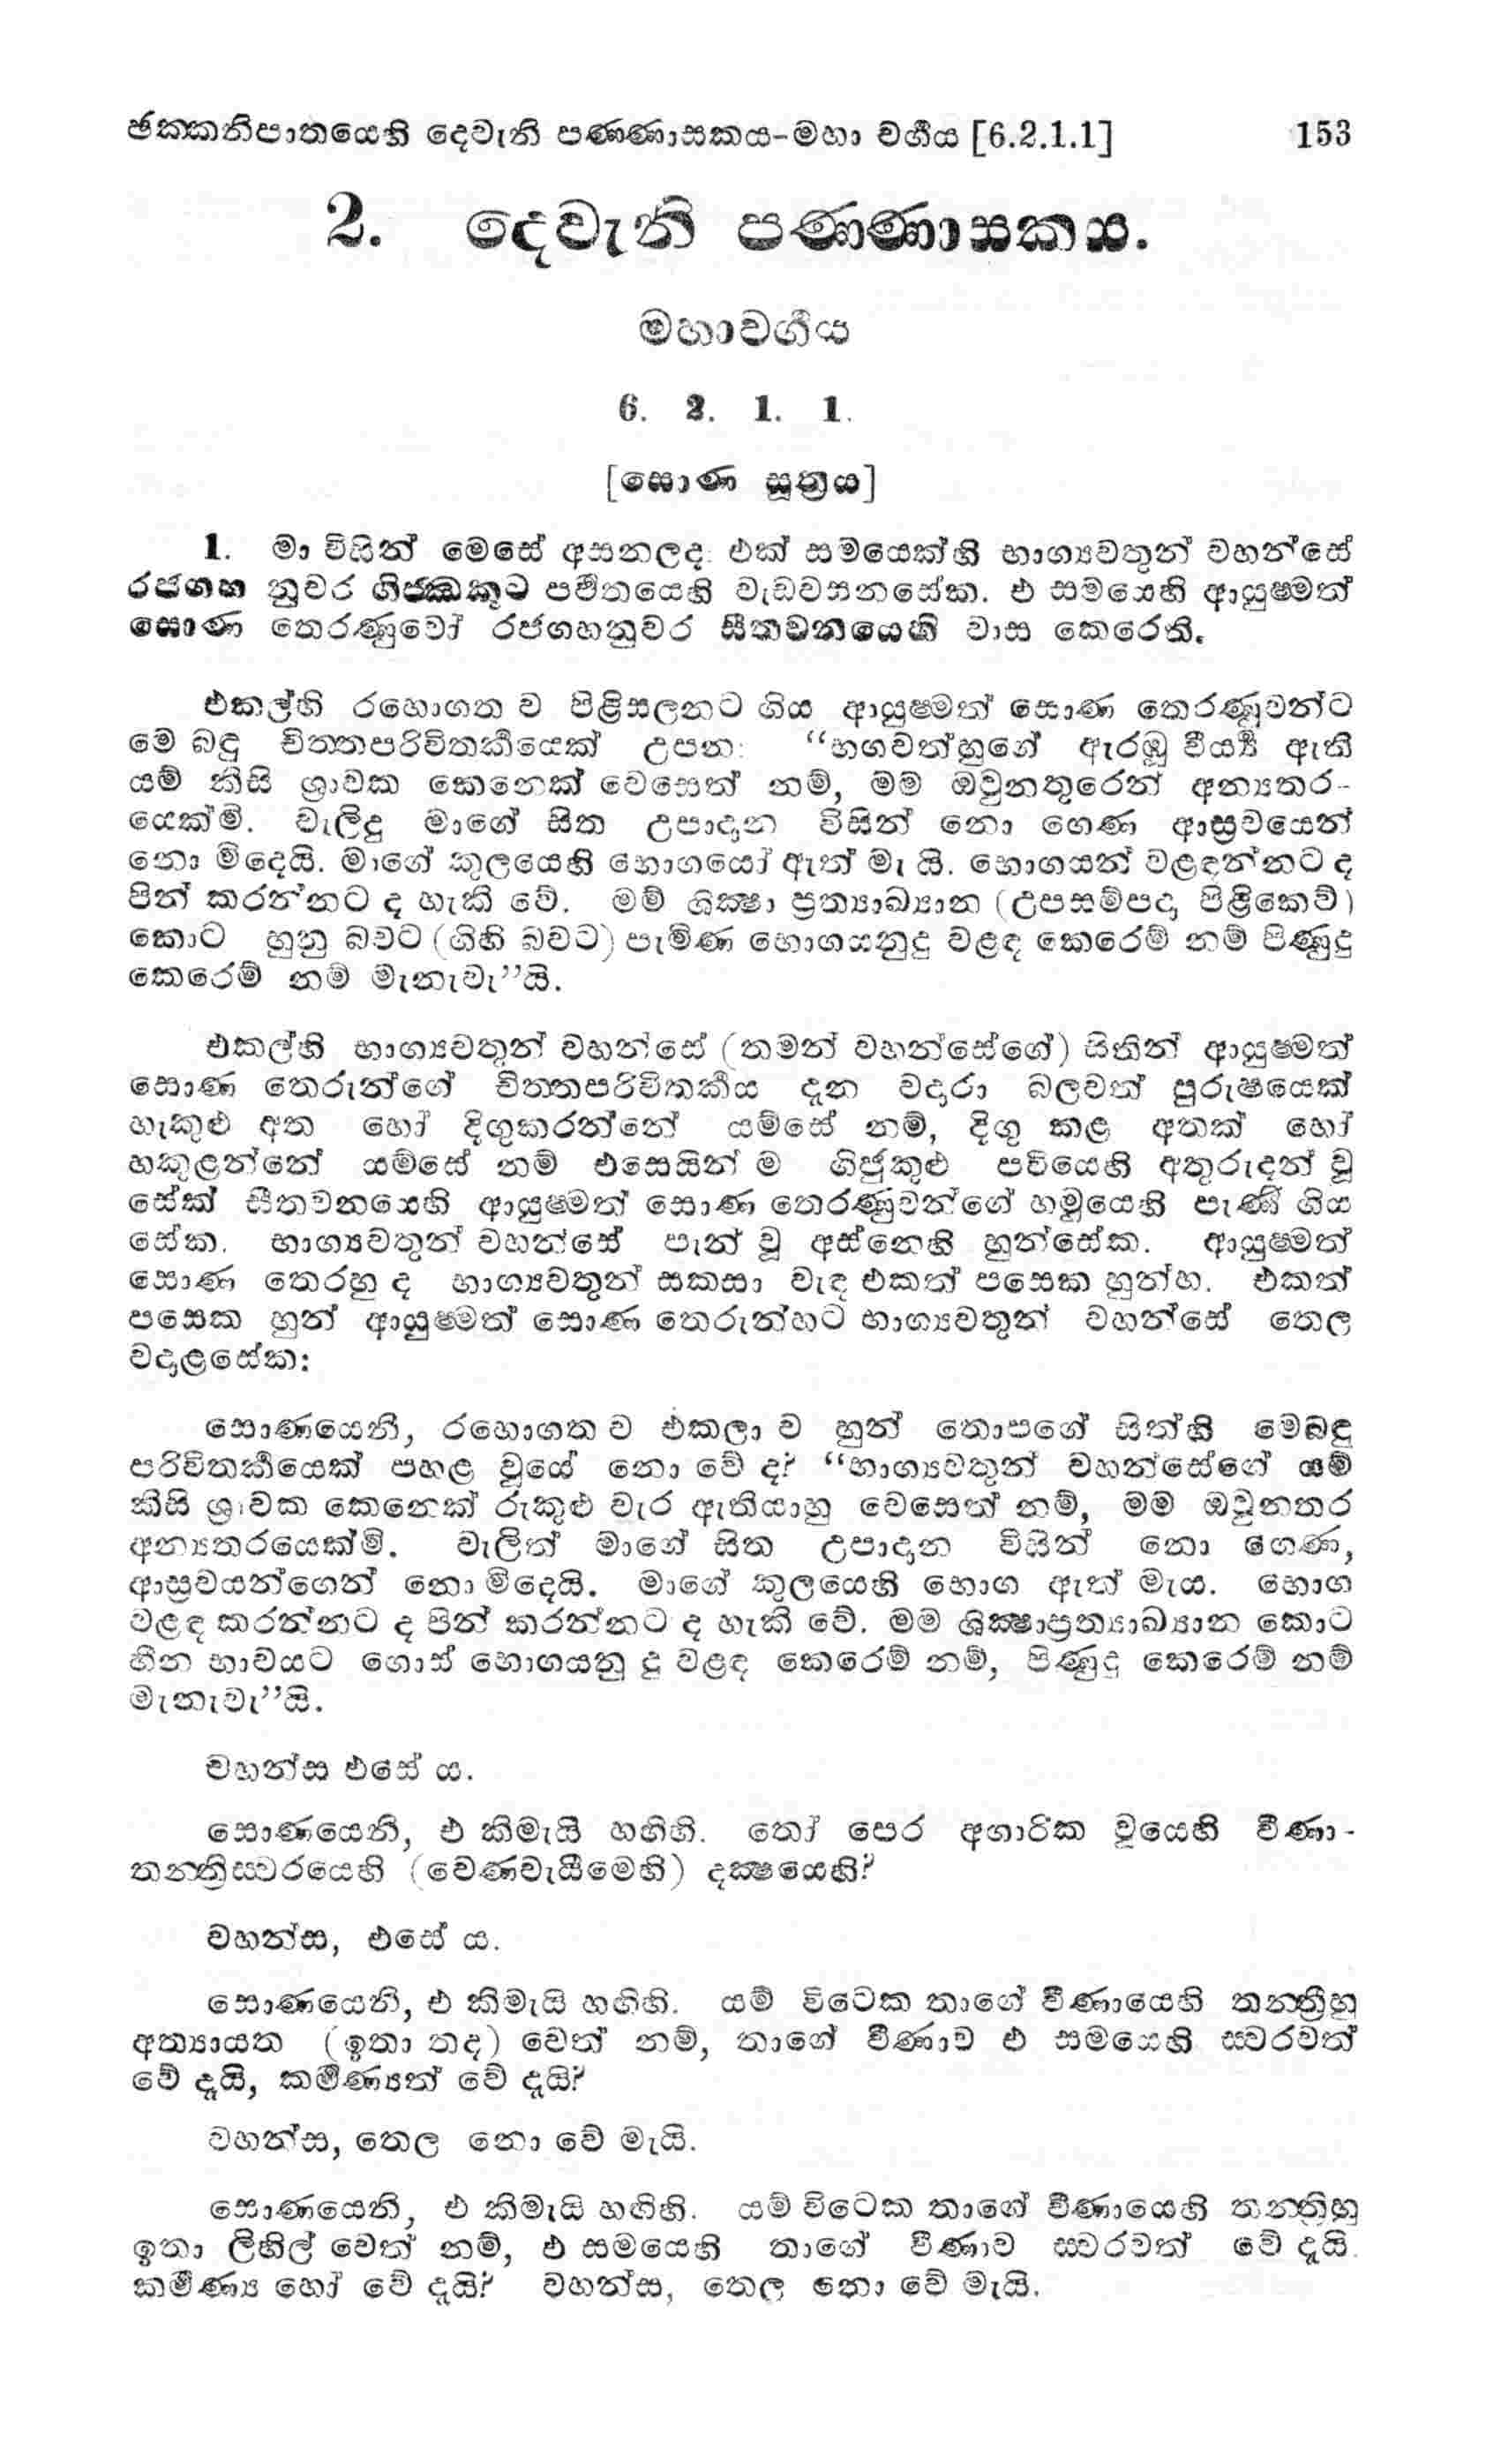 ඡක්කනිපාතයෙහි දෙවැනි පණ්ණාසකය-මහා වර්ගය [6.2.1.1] 153
2. දෙවැනි පණ්ණාසකය.
මහාවර්ගය
6. 2. 1. 1.
[සොණ සූත්‍රය]
1. මා විසින් මෙසේ අසනලද: එක් සමයෙක්හි භාග්‍යවතුන් වහන්සේ
රජගහ නුවර ගිජ්ඣකූට පර්වතයෙහි වැඩවසනසේක. එ සමයෙහි ආයුෂ්මත්
සොණ තෙරණුවෝ රජගහනුවර සීතවනයෙහි වාස කෙරෙති.
එකල්හි රහොගත ව පිළිසලනට ගිය ආයුෂ්මත් සොණ තෙරණුවන්ට
මෙ බඳු චිත්තපරිවිතර්කයෙක් උපන: “භගවත්හුගේ ඇරඹූ වීර්‍ය්‍ය ඇති
යම් කිසි ශ්‍රාවක කෙනෙක් වෙසෙත් නම්, මම ඔවුනතුරෙන් අන්‍යතර-
යෙක්මි. වැලිදු මාගේ සිත උපාදාන විසින් නො ගෙණ ආස්‍රවයෙන්
නො මිදෙයි. මාගේ කුලයෙහි භොගයෝ ඇත් මැ යි. භොගයන් වළඳන්නට ද
පින් කරන්නට ද හැකි වේ. මම් ශික්‍ෂා ප්‍රත්‍යාඛ්‍යාන (උපසම්පදා පිළිකෙව්)
කොට හුනු බවට (ගිහි බවට) පැමිණ භොගයනුදු වළඳ කෙරෙම් නම් පිණුදු
කෙරෙම් නම් මැනැවැ”යි.
එකල්හි භාග්‍යවතුන් වහන්සේ (තමන් වහන්සේගේ) සිතින් ආයුෂ්මත්
සොණ තෙරුන්ගේ චිත්තපරිවිතර්කය දැන වදාරා බලවත් පුරුෂයෙක්
හැකුළු අත හෝ දිගුකරන්නේ යම්සේ නම්, දිගු කළ අතක් හෝ
හකුළන්නේ යම්සේ නම් එසෙයින් ම ගිජුකුළු පව්යෙහි අතුරුදන් වූ
සේක් සීතවනයෙහි ආයුෂ්මත් සොණ තෙරණුවන්ගේ හමුයෙහි පැණී ගිය
සේක. භාග්‍යවතුන් වහන්සේ පැන් වූ අස්නෙහි හුන්සේක. ආයුෂ්මත්
සොණ තෙරහු ද භාග්‍යවතුන් සකසා වැඳ එකත් පසෙක හුන්හ. එකත්
පසෙක හුන් ආයුෂ්මත් සොණ තෙරුන්හට භාග්‍යවතුන් වහන්සේ තෙල
වදාළසේක:
සොණයෙනි, රහොගත ව එකලා ව හුන් තොපගේ සිත්හි මෙබඳු
පරිවිතර්කයෙක් පහළ වූයේ නො වේ ද? “භාග්‍යවතුන් වහන්සේගේ යම්
කිසි ශ්‍රාවක කෙනෙක් රුකුළු වැර ඇතියාහු වෙසෙත් නම්, මම ඔවුනතර
අන්‍යතරයෙක්මි. වැලිත් මාගේ සිත උපාදාන විසින් නො ගෙණ,
ආස්‍රවයන්ගෙන් නො මිදෙයි. මාගේ කුලයෙහි භොග ඇත් මැය. භොග
වළඳ කරන්නට ද පින් කරන්නට ද හැකි වේ. මම ශික්‍ෂාප්‍රත්‍යාඛ්‍යාන කොට
හීන භාවයට ගොස් භොගයනු දු වළඳ කෙරෙම් නම්, පිණුදු කෙරෙම් නම්
මැනැවැ”යි.
වහන්ස එසේ ය.
සොණයෙනි, එ කිමැයි හඟිහි. තෝ පෙර අගාරික වූයෙහි වීණා-
තන්ත්‍රිස්වරයෙහි (වෙණවැයීමෙහි) දක්‍ෂයෙහි?
වහන්ස, එසේ ය.
සොණයෙනි, එ කිමැයි හඟිහි. යම් විටෙක තාගේ වීණායෙහි තන්ත්‍රීහු
අත්‍යායත (ඉතා තද) වෙත් නම්, තාගේ වීණාව එ සමයෙහි ස්වරවත්
වේ දැයි, කර්මණ්‍යත් වේ දැයි?
වහන්ස, තෙල නො වේ මැයි.
සොණයෙනි, එ කිමැයි හඟිහි. යම් විටෙක තාගේ වීණායෙහි තන්ත්‍රිහු
ඉතා ලිහිල් වෙත් නම්, එ සමයෙහි තාගේ වීණාව ස්වරවත් වේ දැයි.
කර්මණ්‍ය හෝ වේ දැයි? වහන්ස, තෙල නො වේ මැයි.